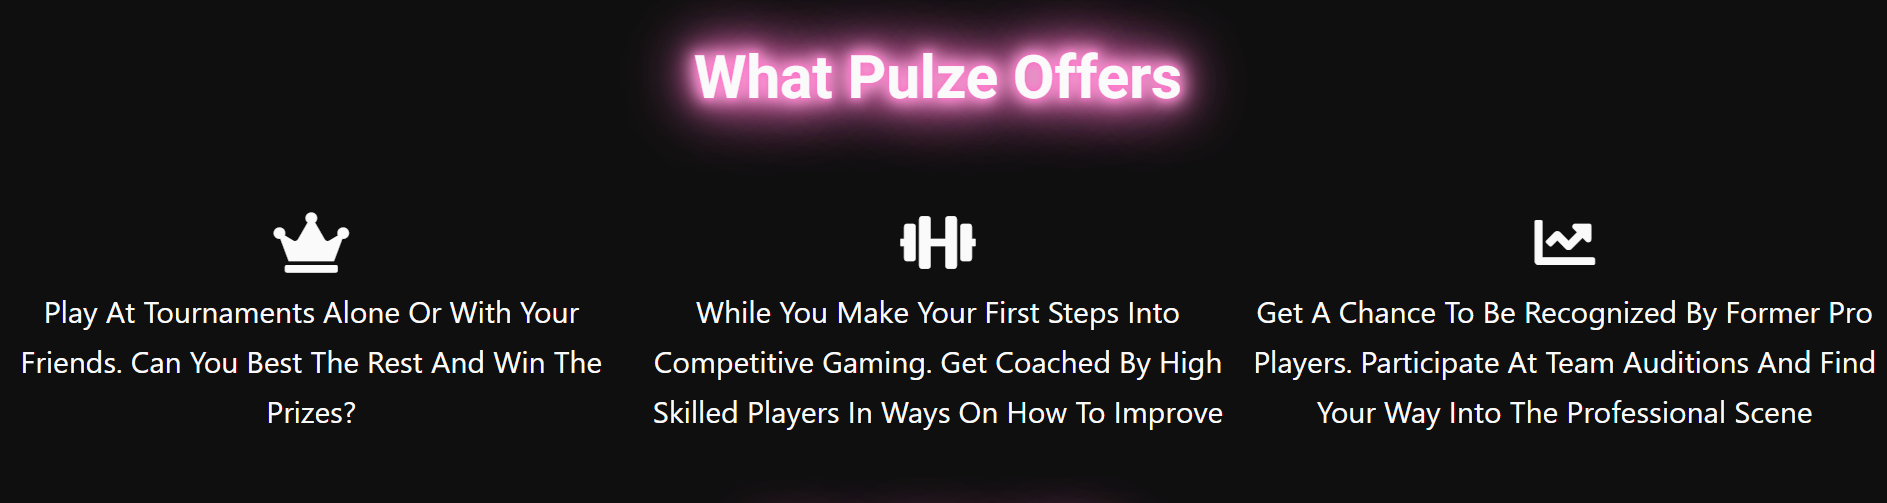 What Pulze Offers
Play At Tournaments Alone Or With Your
Friends. Can You Best The Rest And Win The
Prizes?
While You Make Your First Steps Into
Competitive Gaming. Get Coached By High
Skilled Players In Ways On How To Improve
Get A Chance To Be Recognized By Former Pro
Players. Participate At Team Auditions And Find
Your Way Into The Professional Scene